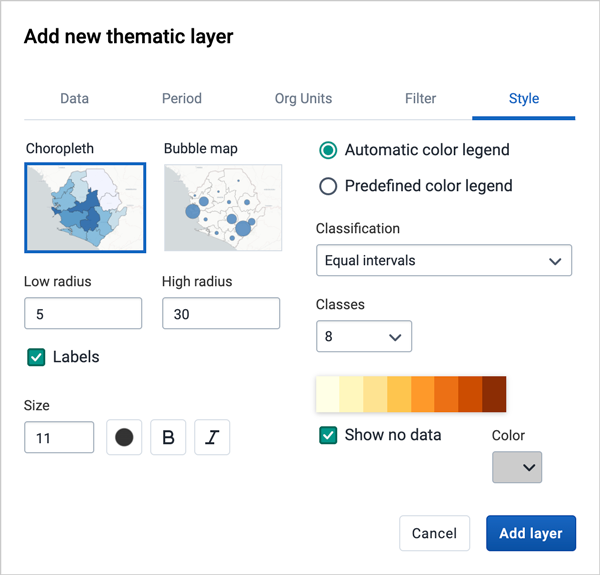 Add new thematic layer
Data Period Org Units Filter Style
Choropleth Bubble map
Automatic color legend
Predefined color legend
Classification
Equal intervals
Low radius High radius
5 30
Classes
8
Labels
Size
11 B I
Show no data
Color
Cancel Add layer